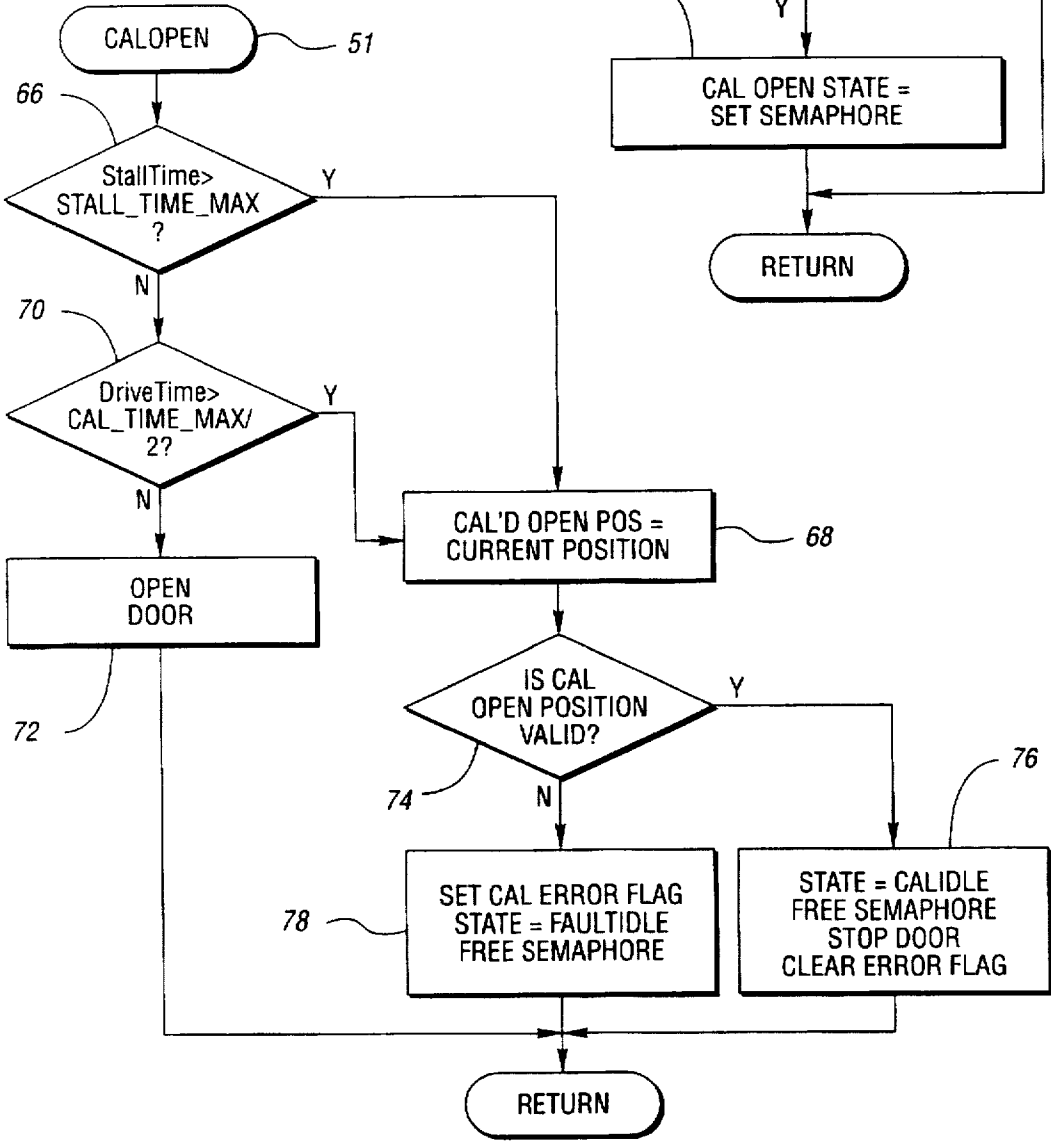 CALOPEN
51
66
StallTime>
STALL_TIME_MAX
?
Y
N
70
DriveTime>
CAL_TIME_MAX/
2?
Y
N
OPEN
DOOR
72
CAL'D OPEN POS =
CURRENT POSITION
68
IS CAL
OPEN POSITION
VALID?
Y
74
N
SET CAL ERROR FLAG
STATE = FAULTIDLE
FREE SEMAPHORE
78
STATE = CALIDLE
FREE SEMAPHORE
STOP DOOR
CLEAR ERROR FLAG
76
RETURN
Y
CAL OPEN STATE =
SET SEMAPHORE
RETURN